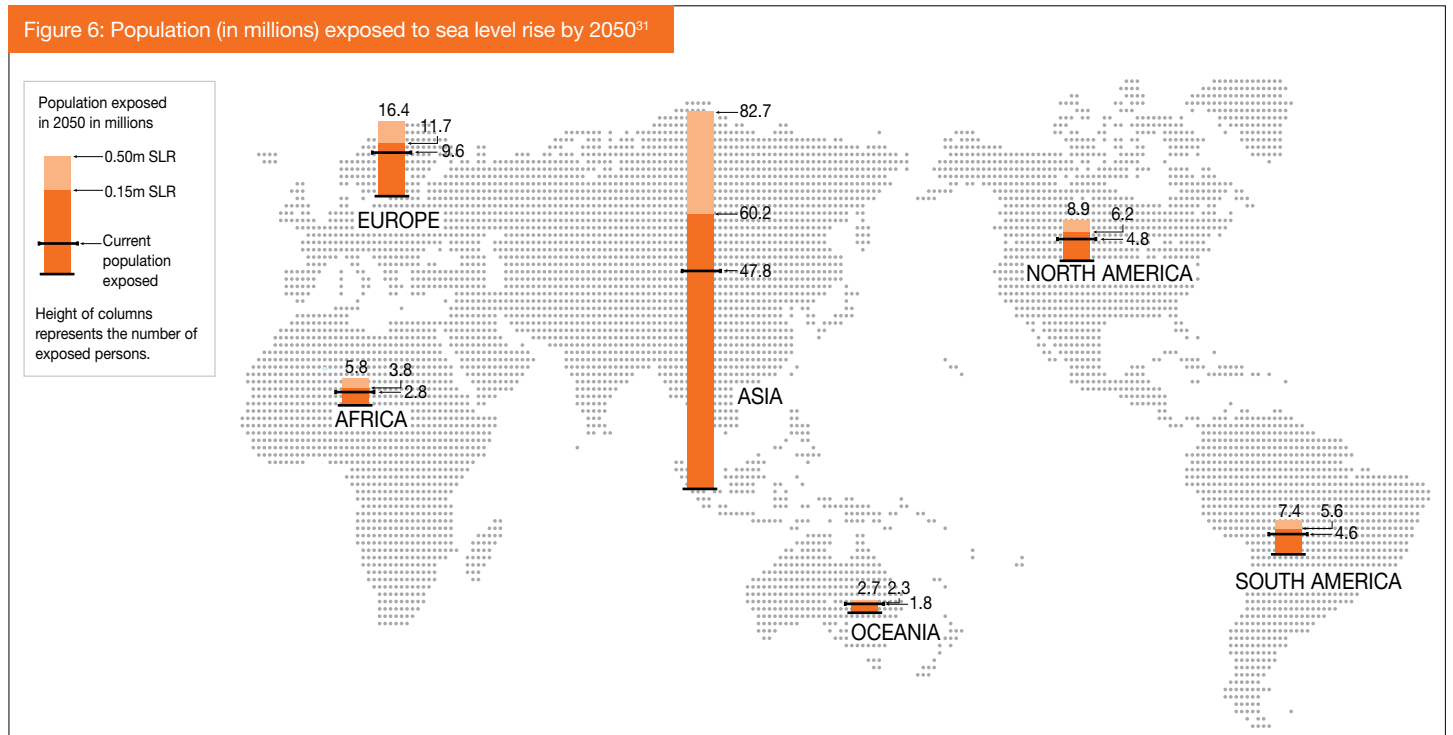 Figure 6: Population (in millions) exposed to sea level rise by 2050³¹
Population exposed
in 2050 in millions
0.50m SLR
0.15m SLR
Current
population
exposed
Height of columns
represents the number of
exposed persons.
16.4
11.7
9.6
EUROPE
82.7
60.2
47.8
ASIA
8.9
6.2
4.8
NORTH AMERICA
5.8
3.8
2.8
AFRICA
2.7
2.3
1.8
OCEANIA
7.4
5.6
4.6
SOUTH AMERICA